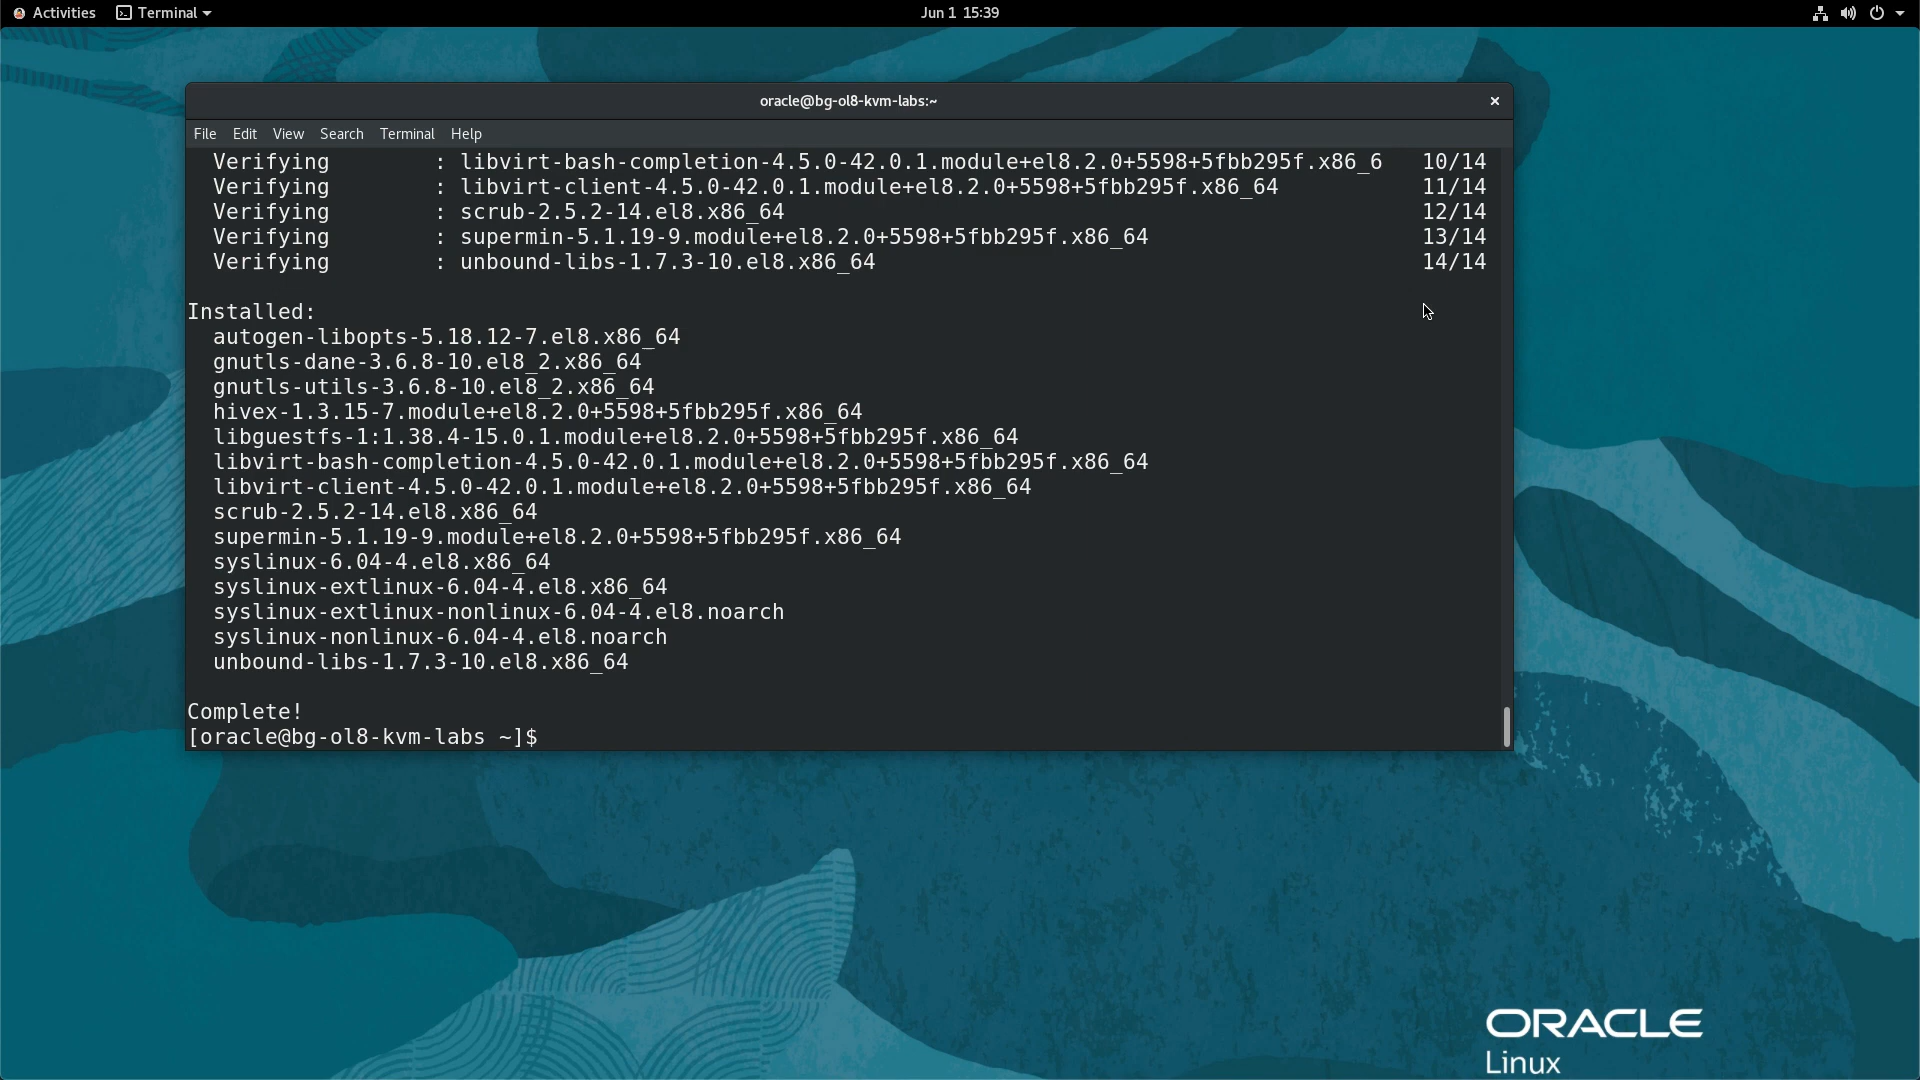 Activities Terminal Jun 1 15:39
oracle@bg-ol8-kvm-labs:~
File Edit View Search Terminal Help
Verifying : libvirt-bash-completion-4.5.0-42.0.1.module+el8.2.0+5598+5fbb295f.x86_6 10/14
Verifying : libvirt-client-4.5.0-42.0.1.module+el8.2.0+5598+5fbb295f.x86_64 11/14
Verifying : scrub-2.5.2-14.el8.x86_64 12/14
Verifying : supermin-5.1.19-9.module+el8.2.0+5598+5fbb295f.x86_64 13/14
Verifying : unbound-libs-1.7.3-10.el8.x86_64 14/14
Installed:
autogen-libopts-5.18.12-7.el8.x86_64
gnutls-dane-3.6.8-10.el8_2.x86_64
gnutls-utils-3.6.8-10.el8_2.x86_64
hivex-1.3.15-7.module+el8.2.0+5598+5fbb295f.x86_64
libguestfs-1:1.38.4-15.0.1.module+el8.2.0+5598+5fbb295f.x86_64
libvirt-bash-completion-4.5.0-42.0.1.module+el8.2.0+5598+5fbb295f.x86_64
libvirt-client-4.5.0-42.0.1.module+el8.2.0+5598+5fbb295f.x86_64
scrub-2.5.2-14.el8.x86_64
supermin-5.1.19-9.module+el8.2.0+5598+5fbb295f.x86_64
syslinux-6.04-4.el8.x86_64
syslinux-extlinux-6.04-4.el8.x86_64
syslinux-extlinux-nonlinux-6.04-4.el8.noarch
syslinux-nonlinux-6.04-4.el8.noarch
unbound-libs-1.7.3-10.el8.x86_64
Complete!
[oracle@bg-ol8-kvm-labs ~]$
ORACLE
Linux